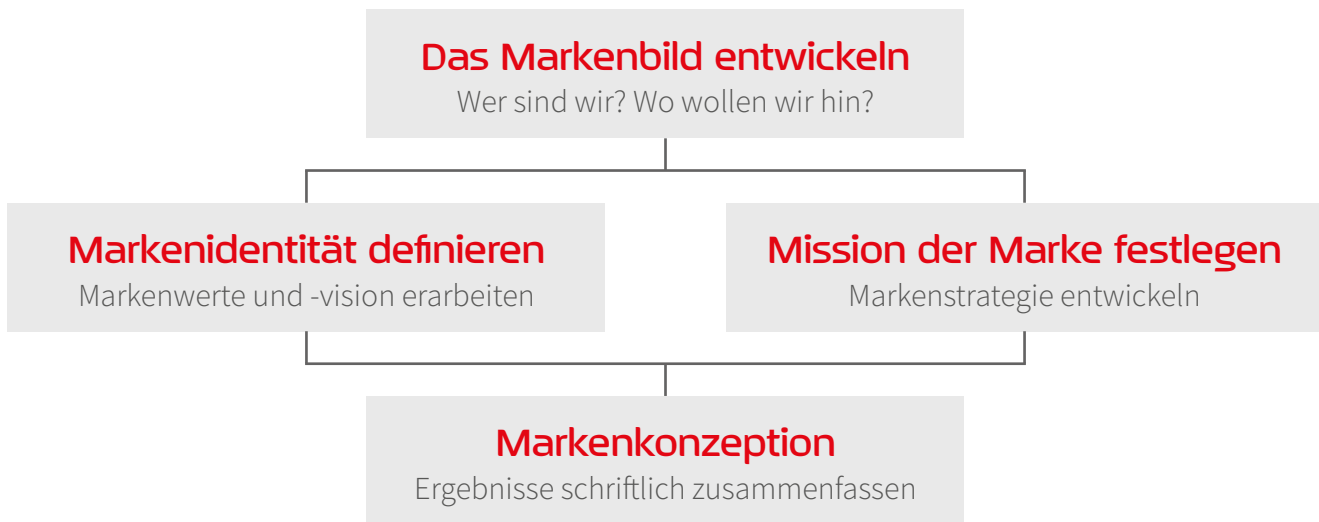 Das Markenbild entwickeln
Wer sind wir? Wo wollen wir hin?
Markenidentität definieren
Markenwerte und -vision erarbeiten
Mission der Marke festlegen
Markenstrategie entwickeln
Markenkonzeption
Ergebnisse schriftlich zusammenfassen